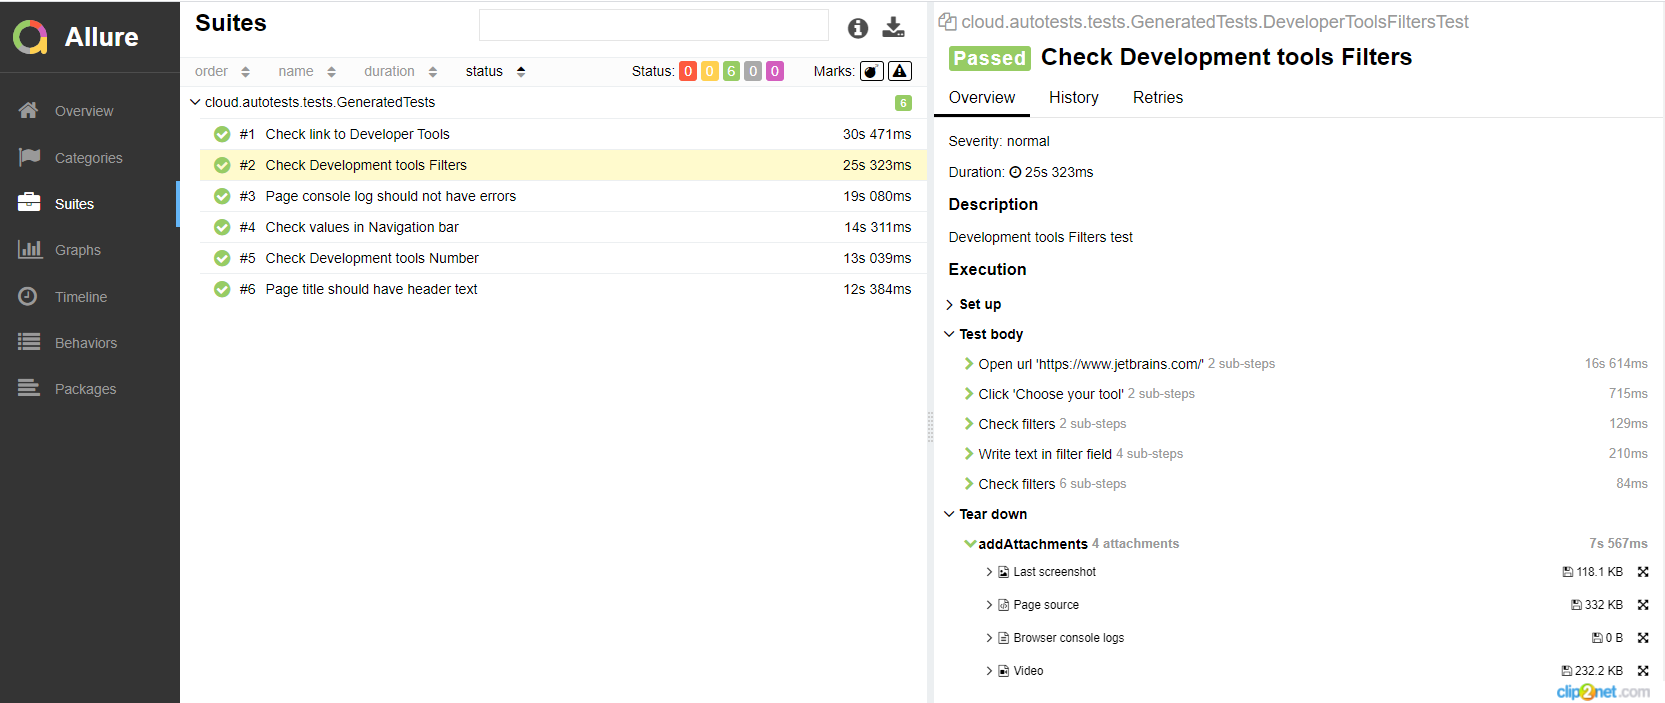 Allure
Overview
Categories
Suites
Graphs
Timeline
Behaviors
Packages
Suites
order name duration status Status: 0 0 6 0 0 Marks:
cloud.autotests.tests.GeneratedTests 6
#1 Check link to Developer Tools 30s 471ms
#2 Check Development tools Filters 25s 323ms
#3 Page console log should not have errors 19s 080ms
#4 Check values in Navigation bar 14s 311ms
#5 Check Development tools Number 13s 039ms
#6 Page title should have header text 12s 384ms
cloud.autotests.tests.GeneratedTests.DeveloperToolsFiltersTest
Passed Check Development tools Filters
Overview History Retries
Severity: normal
Duration: 25s 323ms
Description
Development tools Filters test
Execution
Set up
Test body
Open url 'https://www.jetbrains.com/' 2 sub-steps 16s 614ms
Click 'Choose your tool' 2 sub-steps 715ms
Check filters 2 sub-steps 129ms
Write text in filter field 4 sub-steps 210ms
Check filters 6 sub-steps 84ms
Tear down
addAttachments 4 attachments 7s 567ms
Last screenshot 118.1 KB
Page source 332 KB
Browser console logs 0 B
Video 232.2 KB
clip2net.com